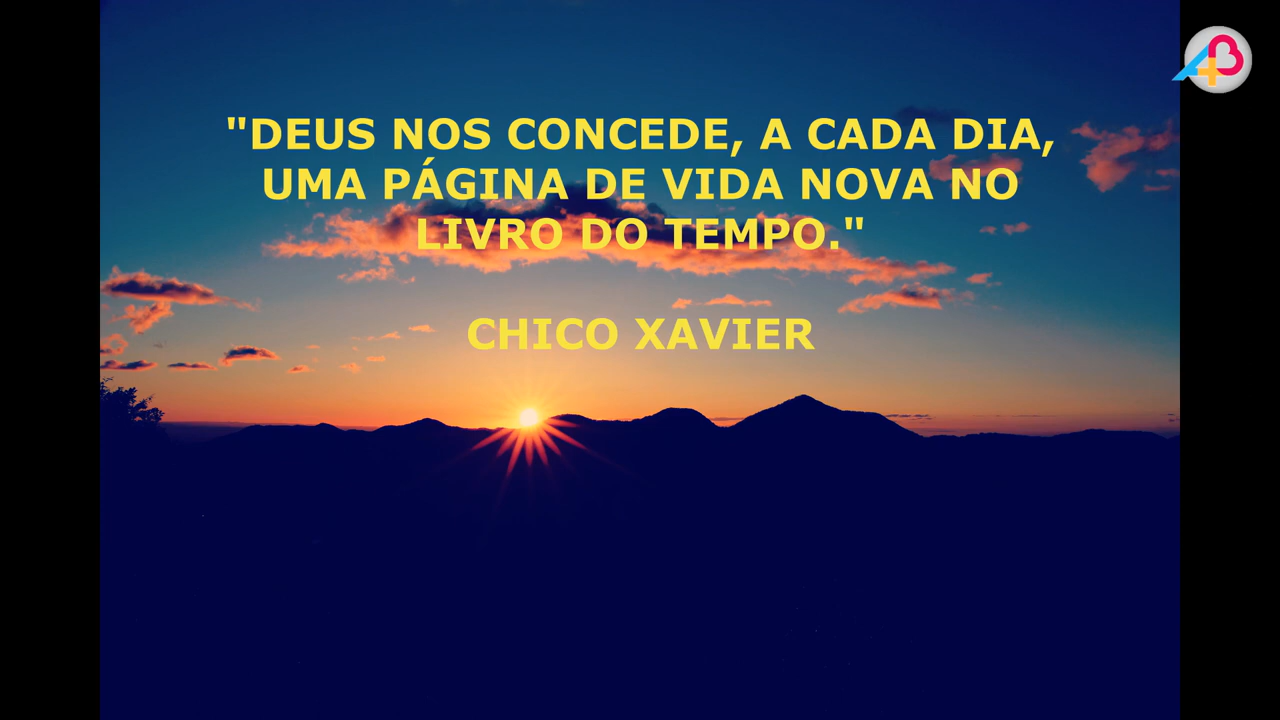 "DEUS NOS CONCEDE, A CADA DIA,
UMA PÁGINA DE VIDA NOVA NO
LIVRO DO TEMPO."
CHICO XAVIER